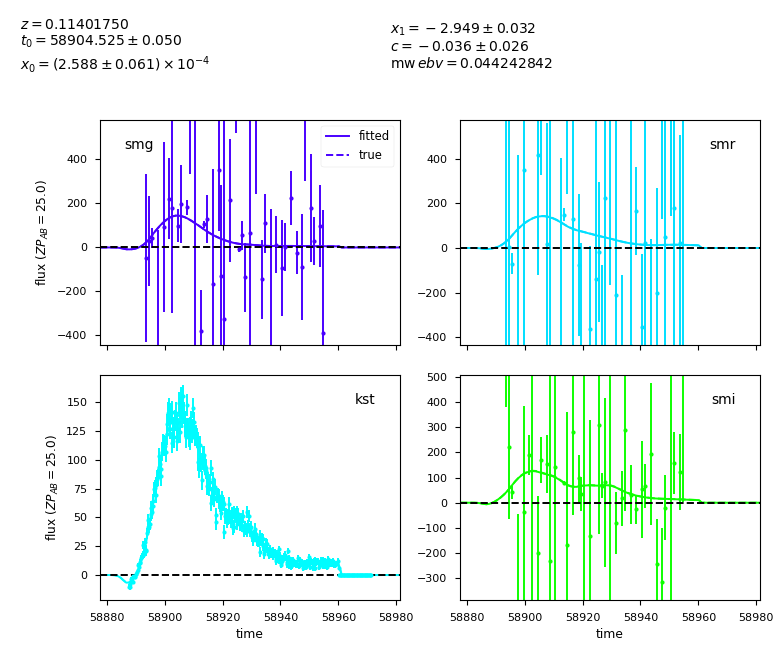 z = 0.11401750
t0 = 58904.525 ± 0.050
x0 = (2.588 ± 0.061) × 10⁻⁴
x1 = −2.949 ± 0.032
c = −0.036 ± 0.026
mw ebv = 0.044242842
smg
fitted
true
400
200
0
−200
−400
flux (ZP_AB = 25.0)
smr
400
200
0
−200
−400
kst
150
125
100
75
50
25
0
flux (ZP_AB = 25.0)
58880 58900 58920 58940 58960 58980
time
smi
500
400
300
200
100
0
−100
−200
−300
58880 58900 58920 58940 58960 58980
time